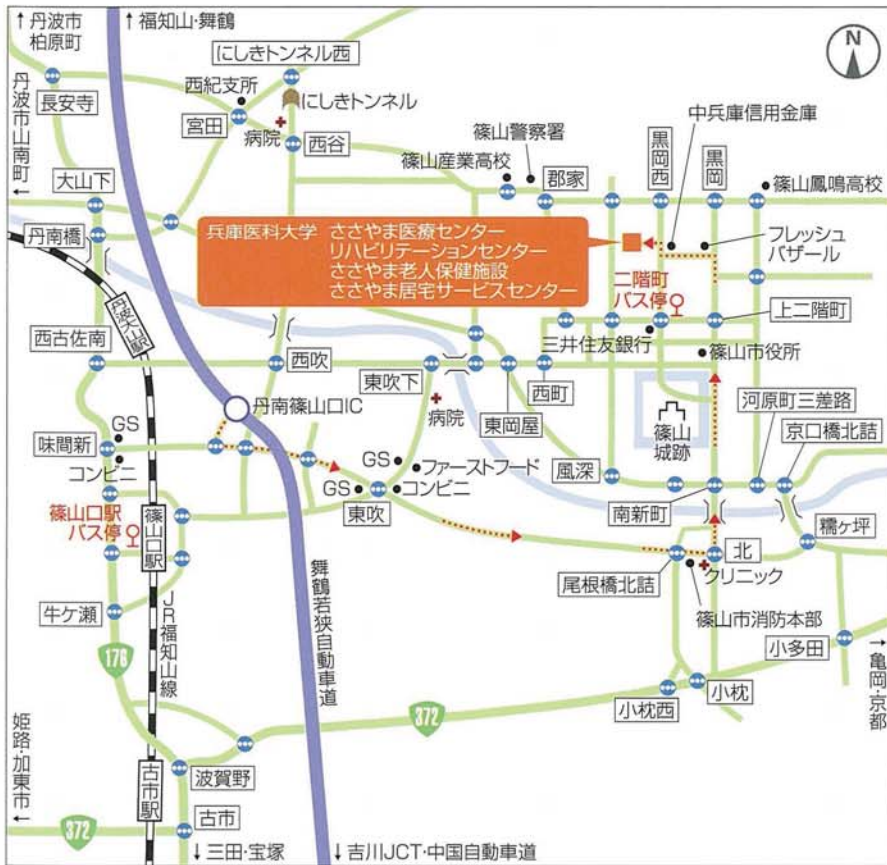 ↑丹波市
柏原町
↑福知山・舞鶴
にしきトンネル西
N
西紀支所
にしきトンネル
長安寺
宮田
病院
西谷
丹波市山南町
←
中兵庫信用金庫
篠山警察署
篠山産業高校
郡家
黒岡西
黒岡
篠山鳳鳴高校
大山下
丹南橋
兵庫医科大学 ささやま医療センター
リハビリテーションセンター
ささやま老人保健施設
ささやま居宅サービスセンター
フレッシュ
バザール
二階町
バス停
上二階町
丹波大山駅
西古佐南
西吹
東吹下
三井住友銀行
篠山市役所
西町
東岡屋
丹南篠山口IC
病院
篠山
城跡
河原町三差路
京口橋北詰
GS
味間新
コンビニ
GS
ファーストフード
GS
コンビニ
東吹
風深
南新町
篠山口駅
バス停
篠山口駅
糯ヶ坪
北
クリニック
尾根橋北詰
篠山市消防本部
牛ケ瀬
JR福知山線
舞鶴若狭自動車道
176
小多田
→
亀岡・京都
小枕西
小枕
372
姫路・加東市
←
波賀野
古市駅
372
古市
↓三田・宝塚
↓吉川JCT・中国自動車道